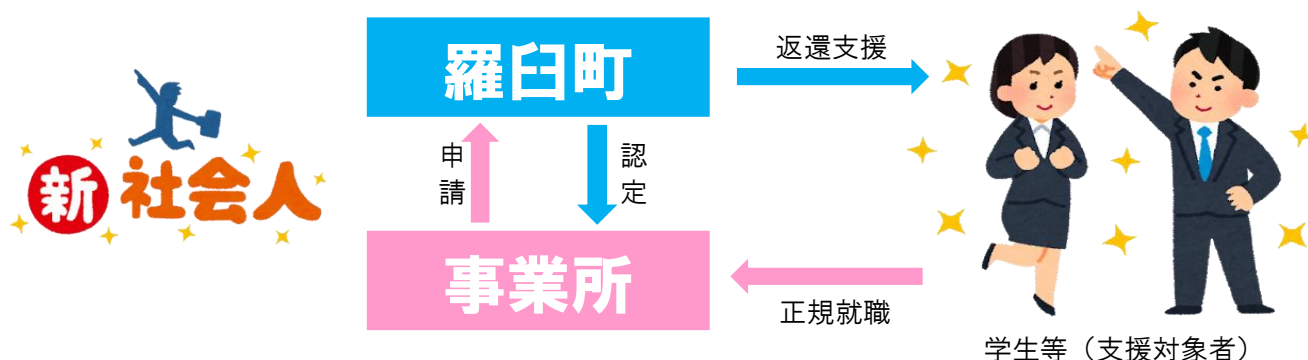 新社会人
羅臼町
返還支援
申請
認定
事業所
正規就職
学生等（支援対象者）